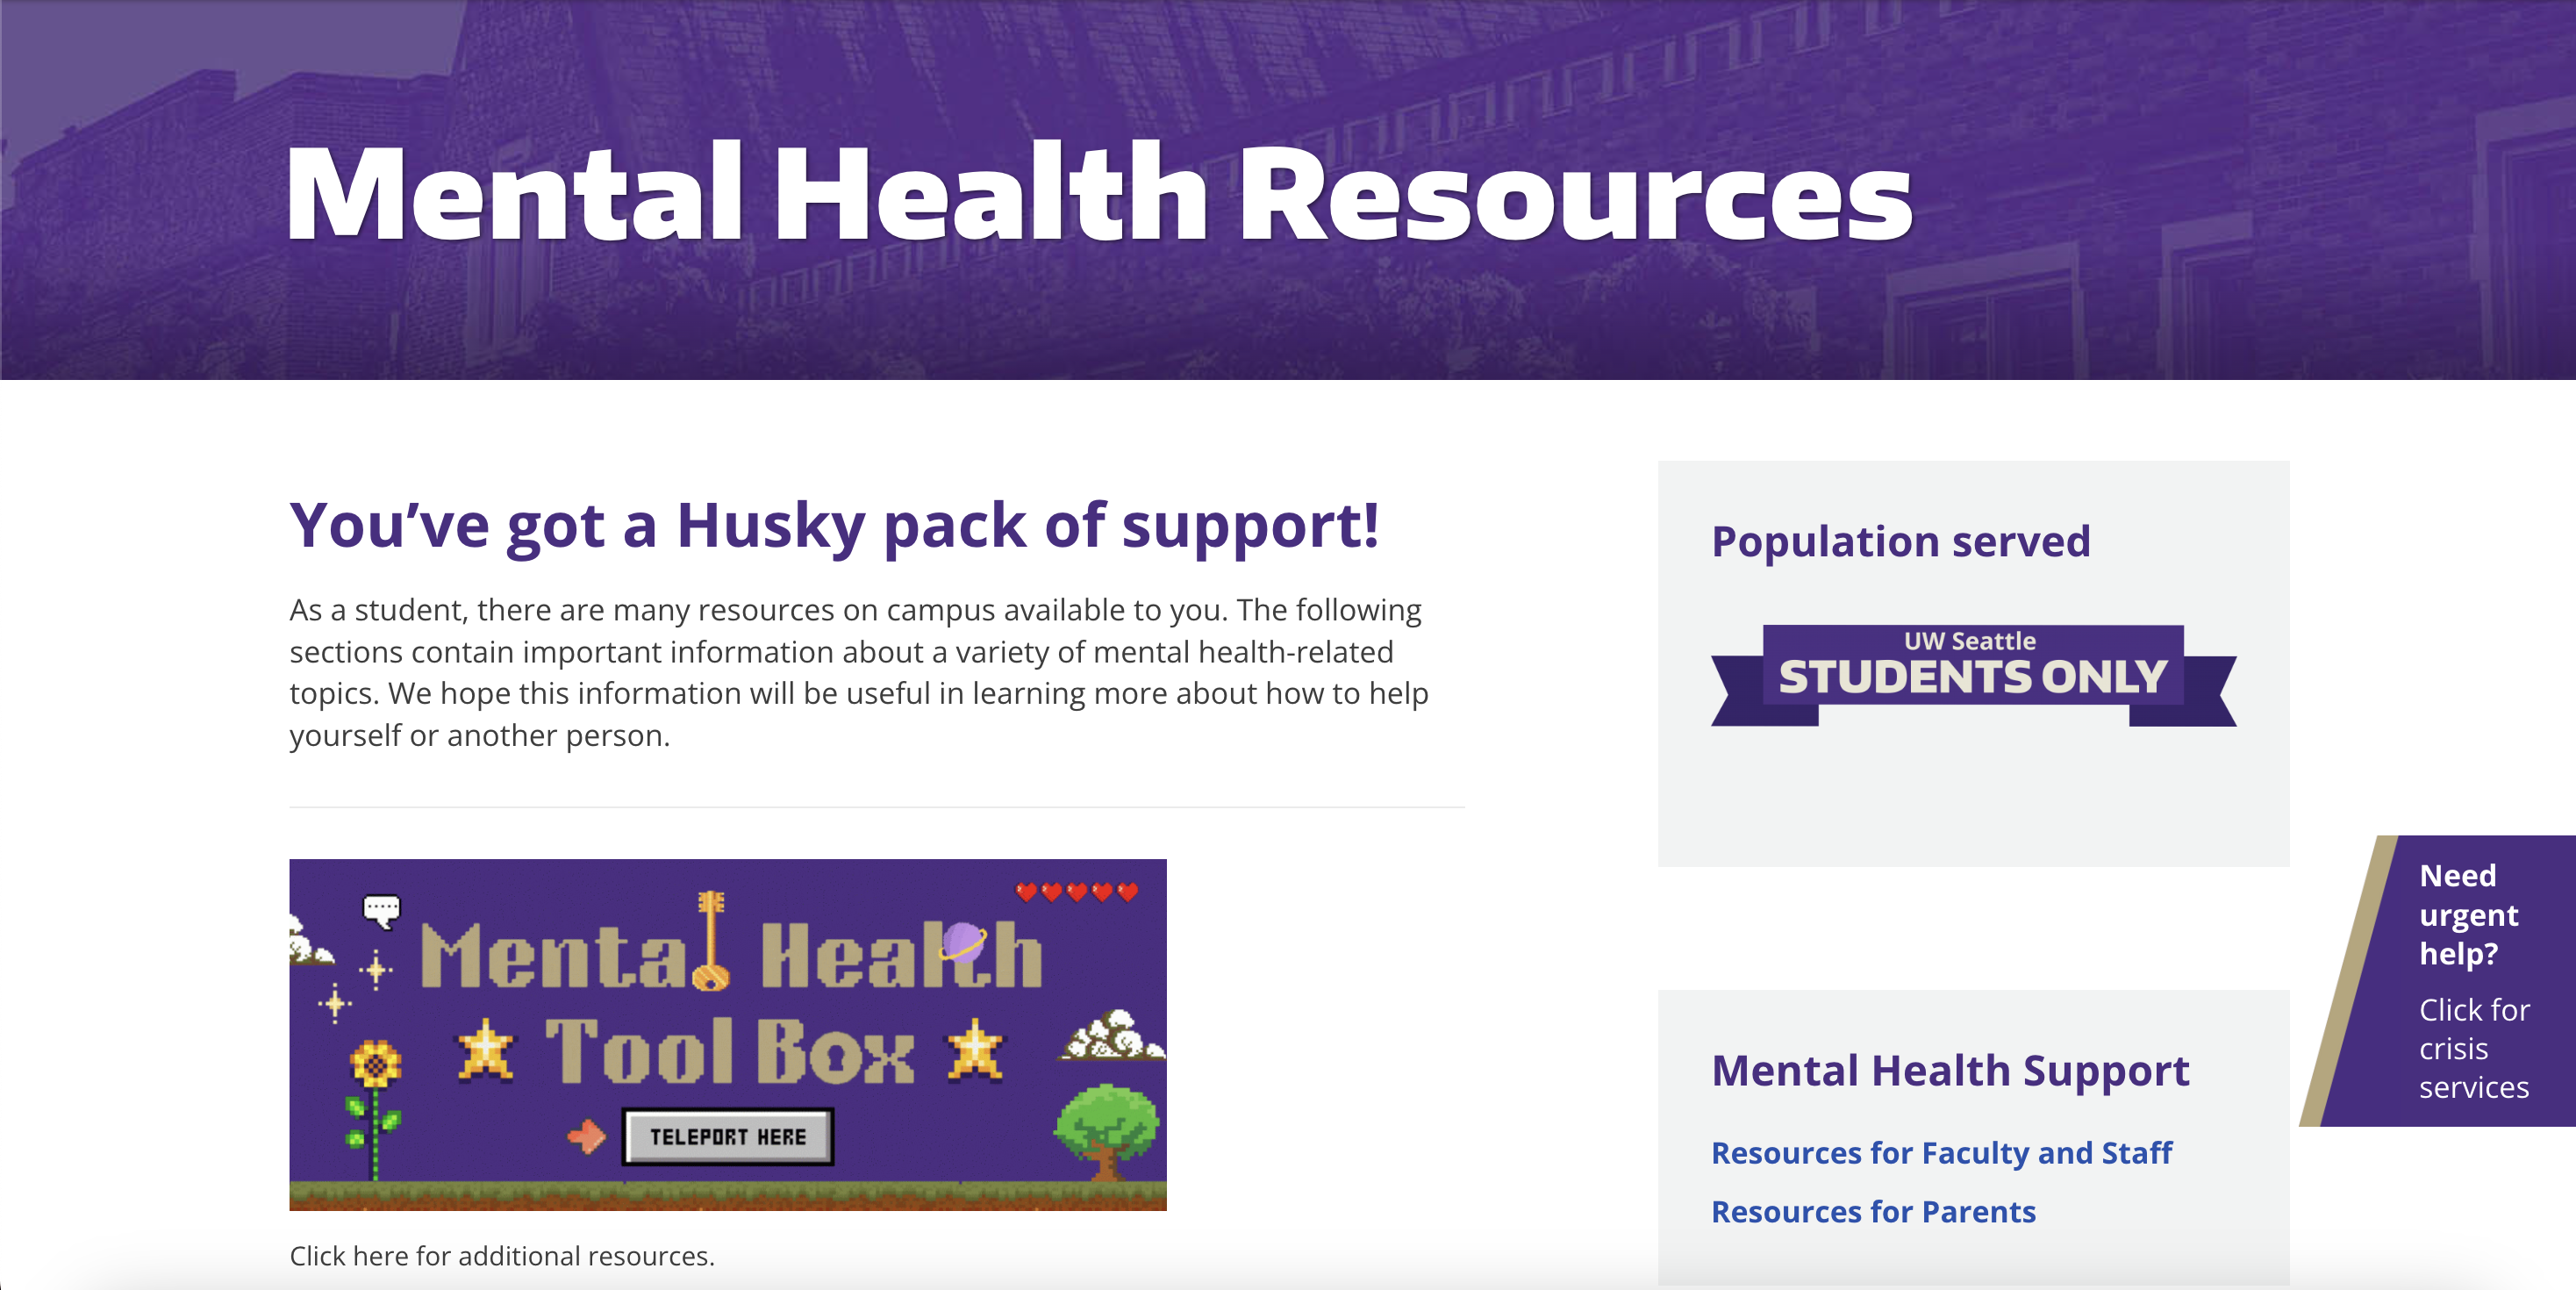 Mental Health Resources
You’ve got a Husky pack of support!
As a student, there are many resources on campus available to you. The following
sections contain important information about a variety of mental health-related
topics. We hope this information will be useful in learning more about how to help
yourself or another person.
Mental Health
Tool Box
TELEPORT HERE
Click here for additional resources.
Population served
UW Seattle
STUDENTS ONLY
Mental Health Support
Resources for Faculty and Staff
Resources for Parents
Need
urgent
help?
Click for
crisis
services